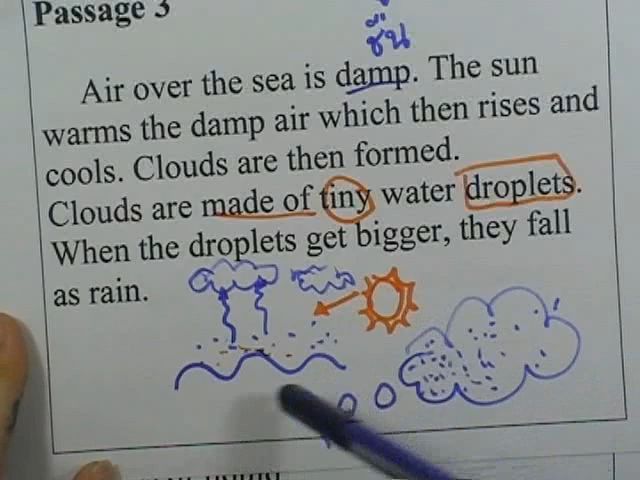 Passage 3
ชื้น
Air over the sea is damp. The sun
warms the damp air which then rises and
cools. Clouds are then formed.
Clouds are made of tiny water droplets.
When the droplets get bigger, they fall
as rain.